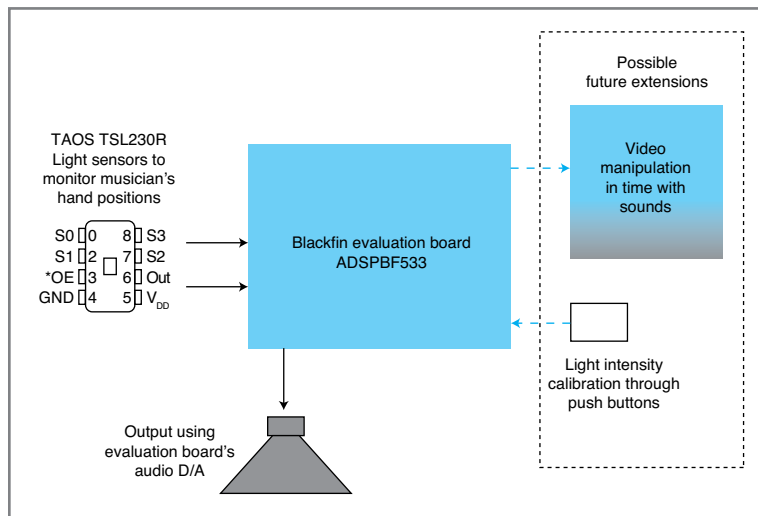 Possible
future extensions
TAOS TSL230R
Light sensors to
monitor musician's
hand positions
S0 0 8 S3
S1 2 7 S2
*OE 3 6 Out
GND 4 5 VDD
Blackfin evaluation board
ADSPBF533
Video
manipulation
in time with
sounds
Light intensity
calibration through
push buttons
Output using
evaluation board's
audio D/A